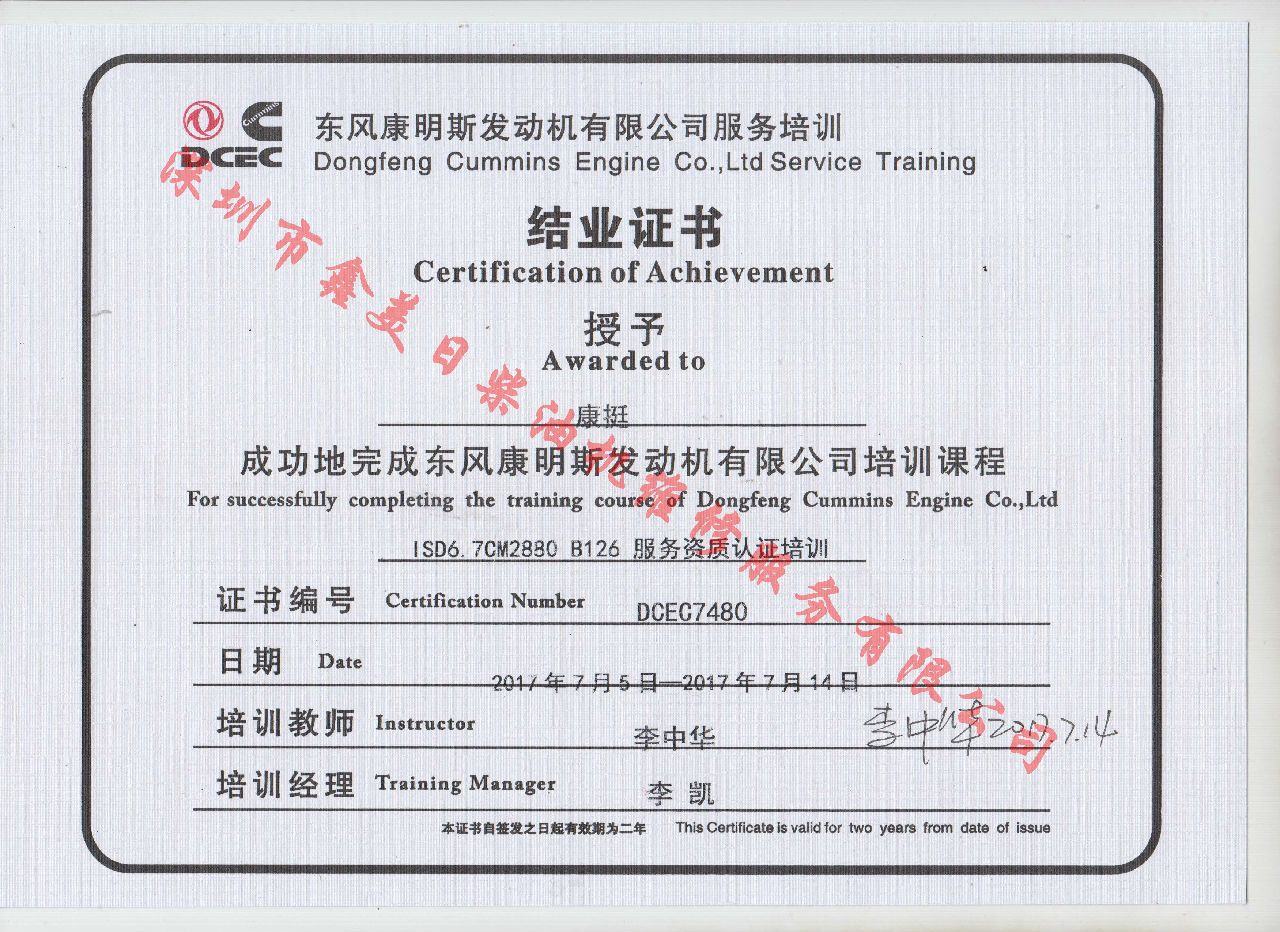 Cummins
DCEC
东风康明斯发动机有限公司服务培训
Dongfeng Cummins Engine Co.,Ltd Service Training
结业证书
Certification of Achievement
授予
Awarded to
康挺
成功地完成东风康明斯发动机有限公司培训课程
For successfully completing the training course of Dongfeng Cummins Engine Co.,Ltd
ISD6.7CM2880 B126 服务资质认证培训
证书编号 Certification Number DCEC7480
日期 Date 2017年7月5日—2017年7月14日
培训教师 Instructor 李中华 李中华2017.7.14
培训经理 Training Manager 李 凯
本证书自签发之日起有效期为二年 This Certificate is valid for two years from date of issue
深圳市鑫美日柴油机维修服务有限公司